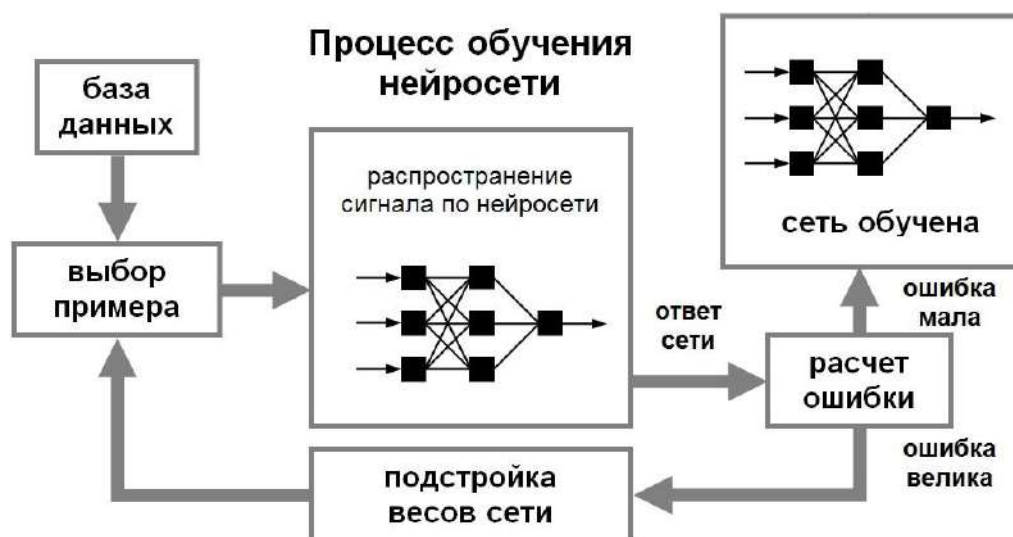 Процесс обучения
нейросети
база
данных
выбор
примера
распространение
сигнала по нейросети
ответ
сети
расчет
ошибки
ошибка
мала
сеть обучена
ошибка
велика
подстройка
весов сети